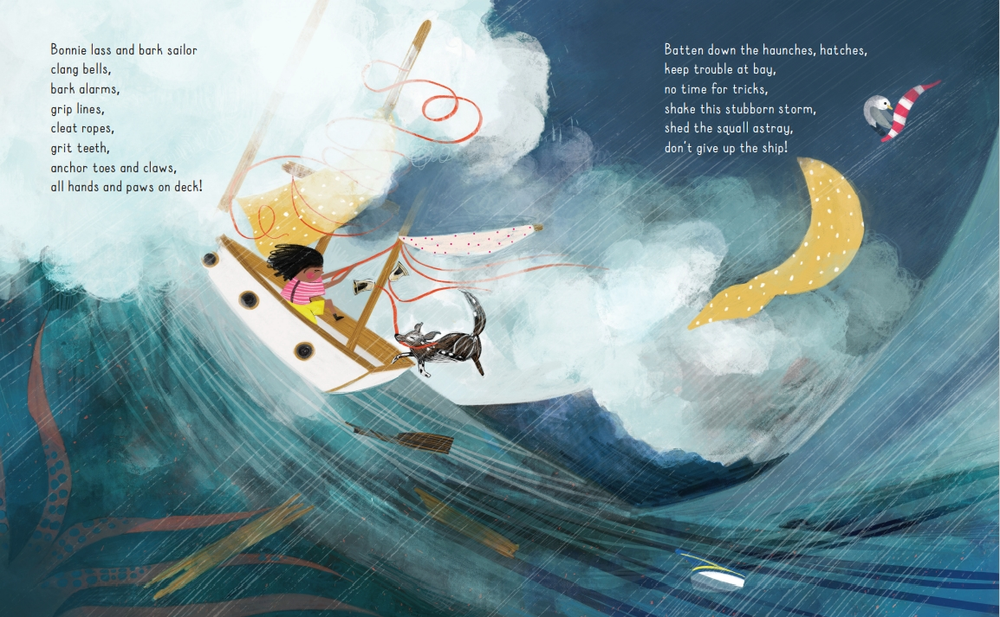 Bonnie lass and bark sailor
clang bells,
bark alarms,
grip lines,
cleat ropes,
grit teeth,
anchor toes and claws,
all hands and paws on deck!
Batten down the haunches, hatches,
keep trouble at bay,
no time for tricks,
shake this stubborn storm,
shed the squall astray,
don't give up the ship!